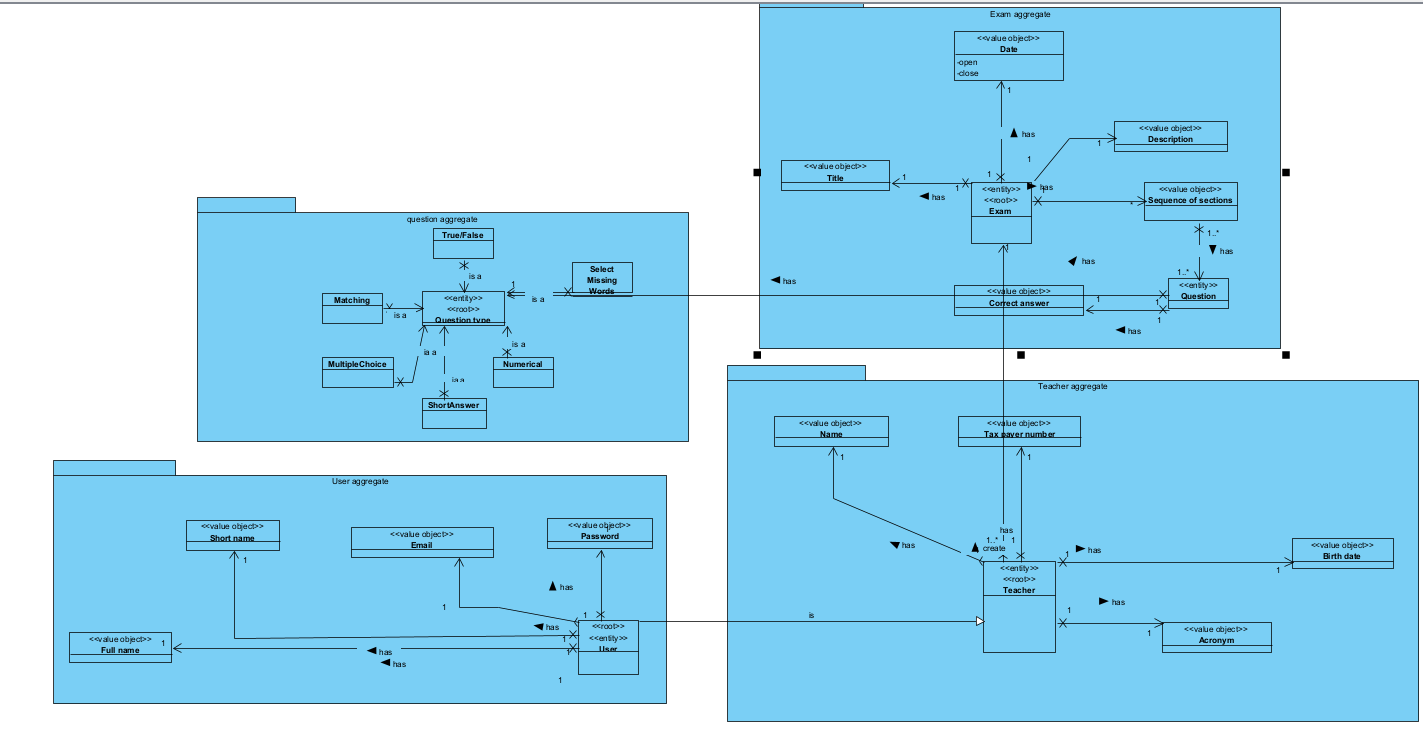 Exam aggregate
<<value object>>
Date
-open
-close
1
has
1
1
<<value object>>
Description
1
<<value object>>
Title
1
1
has
<<entity>>
<<root>>
Exam
has
1
<<value object>>
Sequence of sections
*
1..*
has
1..*
has
has
<<entity>>
Question
<<value object>>
Correct answer
1
1
1
has
question aggregate
True/False
is a
Select
Missing
Words
1
is a
Matching
is a
<<entity>>
<<root>>
Question type
MultipleChoice
ia a
is a
Numerical
ia a
ShortAnswer
Teacher aggregate
<<value object>>
Name
1
<<value object>>
Tax payer number
1
has
has
1..*
1
create
1
has
<<value object>>
Birth date
1
<<entity>>
<<root>>
Teacher
has
1
1
<<value object>>
Acronym
User aggregate
<<value object>>
Short name
1
<<value object>>
Email
1
<<value object>>
Password
has
1
has
<<root>>
<<entity>>
User
1
1
is
<<value object>>
Full name
1
has
has
1